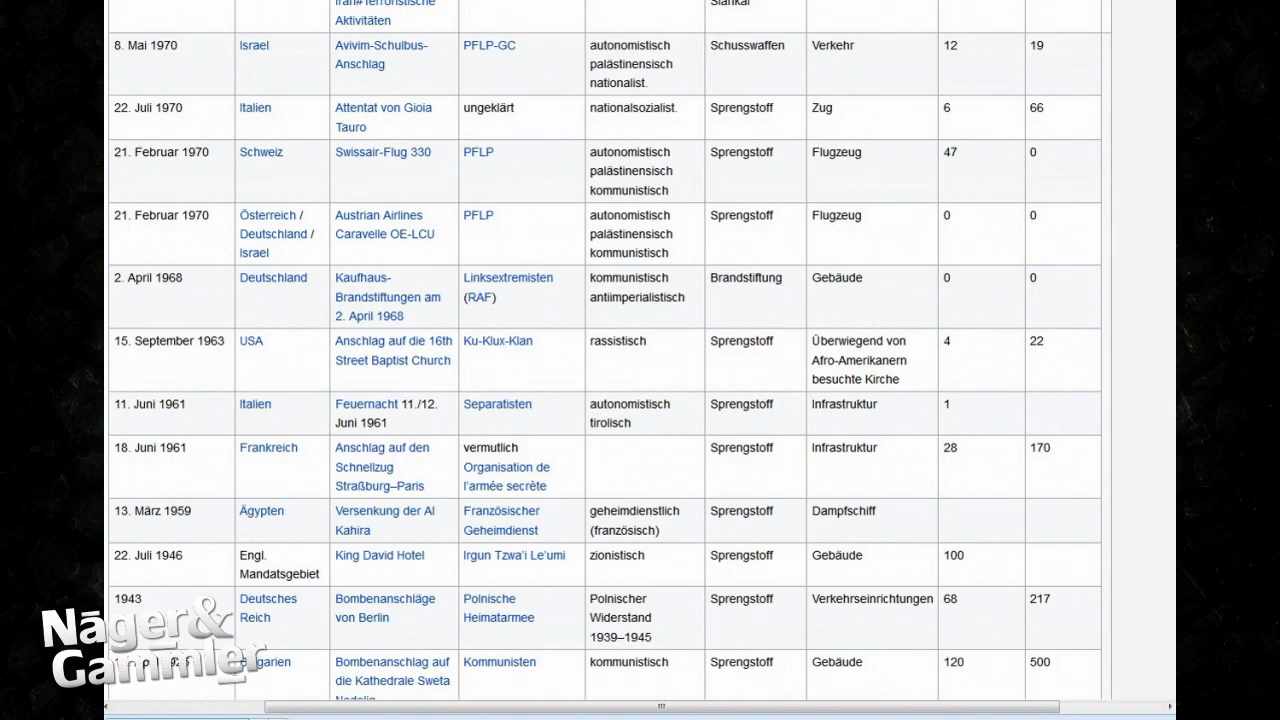 Iran#Terroristische
Aktivitäten
8. Mai 1970 Israel Avivim-Schulbus- PFLP-GC autonomistisch Schusswaffen Verkehr 12 19
Anschlag palästinensisch
nationalist.
22. Juli 1970 Italien Attentat von Gioia ungeklärt nationalsozialist. Sprengstoff Zug 6 66
Tauro
21. Februar 1970 Schweiz Swissair-Flug 330 PFLP autonomistisch Sprengstoff Flugzeug 47 0
palästinensisch
kommunistisch
21. Februar 1970 Österreich / Austrian Airlines PFLP autonomistisch Sprengstoff Flugzeug 0 0
Deutschland / Caravelle OE-LCU palästinensisch
Israel kommunistisch
2. April 1968 Deutschland Kaufhaus- Linksextremisten kommunistisch Brandstiftung Gebäude 0 0
Brandstiftungen am (RAF) antiimperialistisch
2. April 1968
15. September 1963 USA Anschlag auf die 16th Ku-Klux-Klan rassistisch Sprengstoff Überwiegend von 4 22
Street Baptist Church Afro-Amerikanern
besuchte Kirche
11. Juni 1961 Italien Feuernacht 11./12. Separatisten autonomistisch Sprengstoff Infrastruktur 1
Juni 1961 tirolisch
18. Juni 1961 Frankreich Anschlag auf den vermutlich Sprengstoff Infrastruktur 28 170
Schnellzug Organisation de
Straßburg–Paris l'armée secrète
13. März 1959 Ägypten Versenkung der Al Französischer geheimdienstlich Sprengstoff Dampfschiff
Kahira Geheimdienst (französisch)
22. Juli 1946 Engl. King David Hotel Irgun Tzwa'i Le'umi zionistisch Sprengstoff Gebäude 100
Mandatsgebiet
1943 Deutsches Bombenanschläge Polnische Polnischer Sprengstoff Verkehrseinrichtungen 68 217
Reich von Berlin Heimatarmee Widerstand
1939–1945
Bulgarien Bombenanschlag auf Kommunisten kommunistisch Sprengstoff Gebäude 120 500
die Kathedrale Sweta
Näger&
Gammler